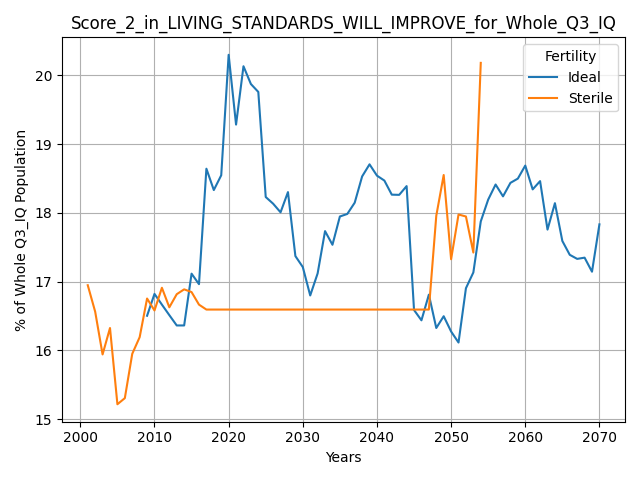 Score_2_in_LIVING_STANDARDS_WILL_IMPROVE_for_Whole_Q3_IQ
Fertility
Ideal
Sterile
% of Whole Q3_IQ Population
20
19
18
17
16
15
2000 2010 2020 2030 2040 2050 2060 2070
Years